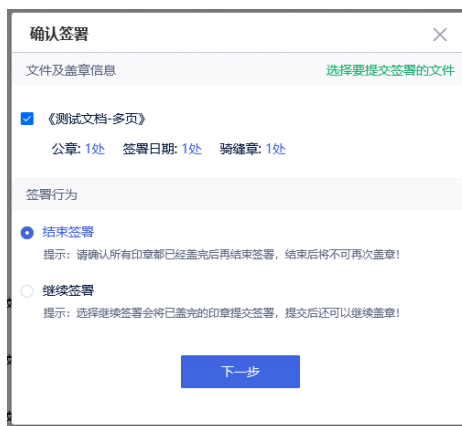 确认签署
文件及盖章信息 选择要提交签署的文件
《测试文档-多页》
公章: 1处 签署日期: 1处 骑缝章: 1处
签署行为
结束签署
提示：请确认所有印章都已经盖完后再结束签署，结束后将不可再次盖章！
继续签署
提示：选择继续签署会将已盖完的印章提交签署，提交后还可以继续盖章！
下一步